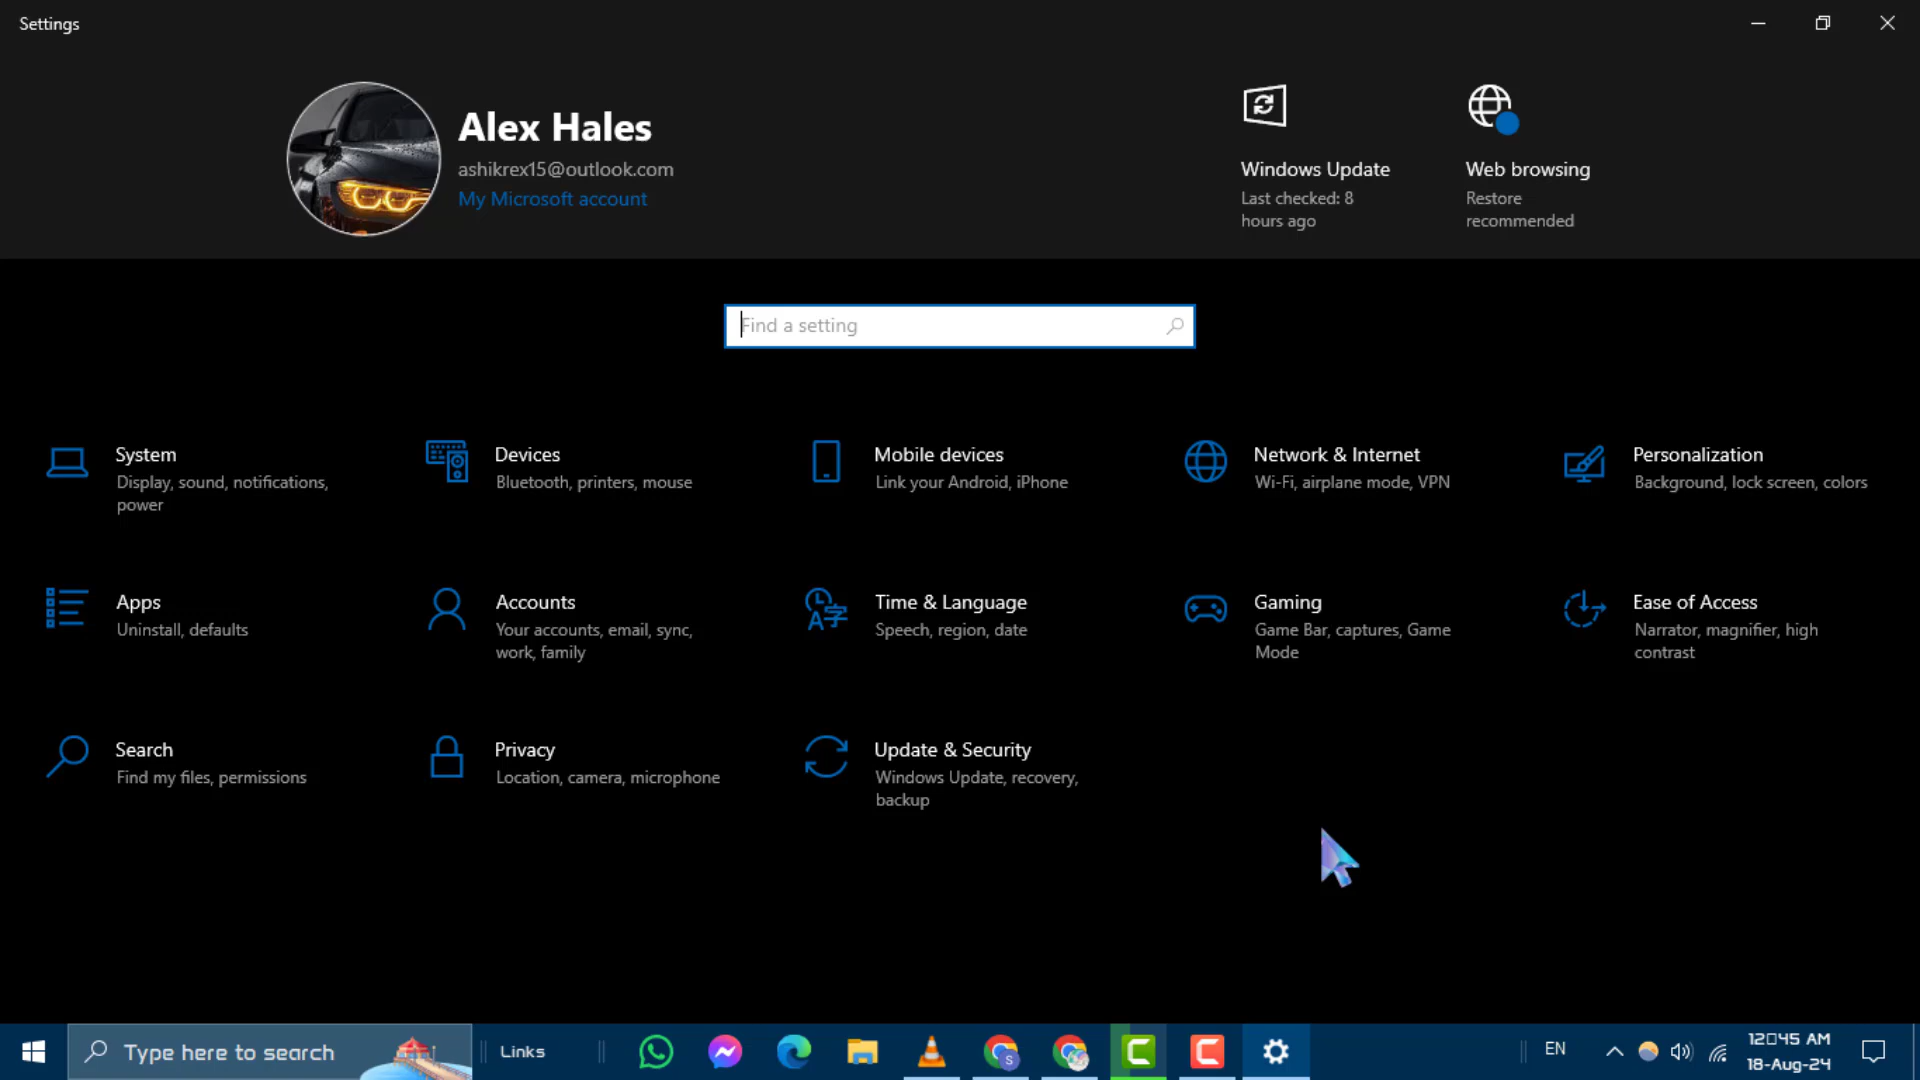 Settings
Alex Hales
ashikrex15@outlook.com
My Microsoft account
Windows Update
Last checked: 8
hours ago
Web browsing
Restore
recommended
Find a setting
System
Display, sound, notifications,
power
Devices
Bluetooth, printers, mouse
Mobile devices
Link your Android, iPhone
Network & Internet
Wi-Fi, airplane mode, VPN
Personalization
Background, lock screen, colors
Apps
Uninstall, defaults
Accounts
Your accounts, email, sync,
work, family
Time & Language
Speech, region, date
Gaming
Game Bar, captures, Game
Mode
Ease of Access
Narrator, magnifier, high
contrast
Search
Find my files, permissions
Privacy
Location, camera, microphone
Update & Security
Windows Update, recovery,
backup
Type here to search
Links
S
EN
12▯45 AM
18-Aug-24